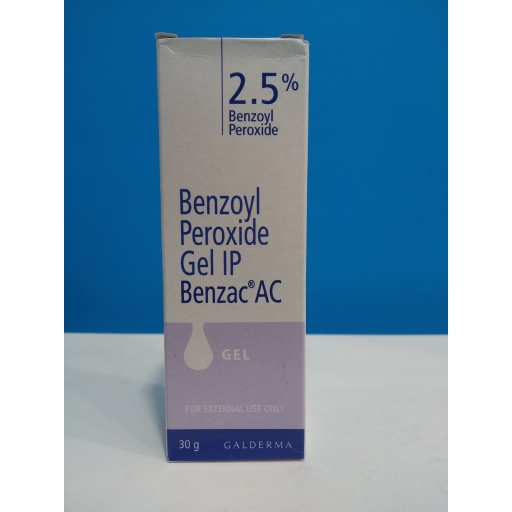 2.5%
Benzoyl
Peroxide
Benzoyl
Peroxide
Gel IP
Benzac® AC
GEL
FOR EXTERNAL USE ONLY
30 g GALDERMA